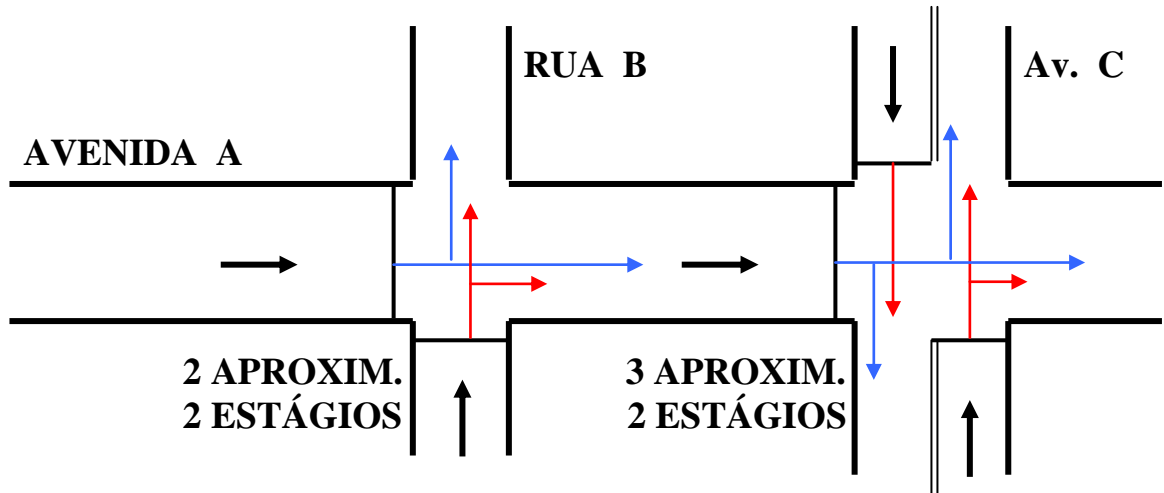 RUA B
Av. C
AVENIDA A
2 APROXIM.
2 ESTÁGIOS
3 APROXIM.
2 ESTÁGIOS